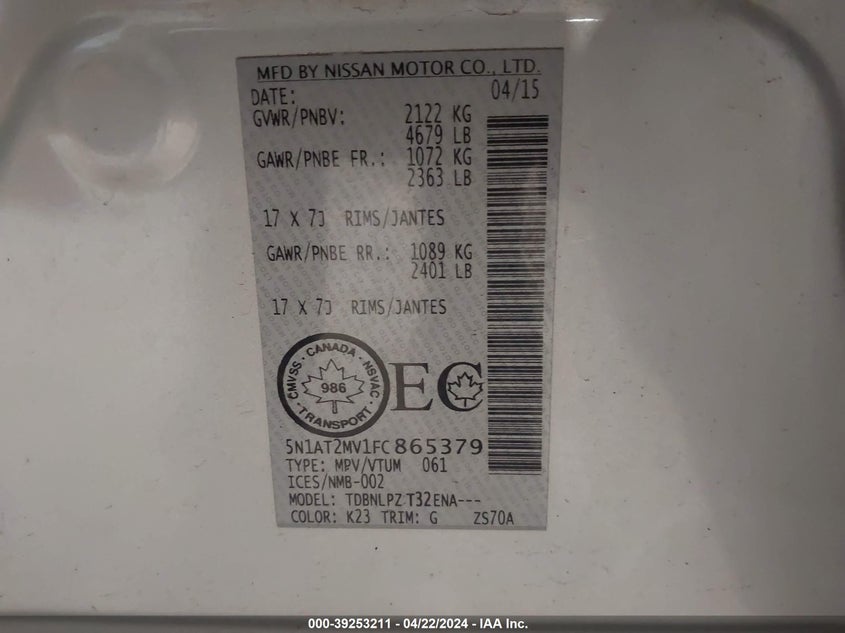 MFD BY NISSAN MOTOR CO., LTD.
DATE: 04/15
GVWR/PNBV: 2122 KG
4679 LB
GAWR/PNBE FR.: 1072 KG
2363 LB
17 X 7J RIMS/JANTES
GAWR/PNBE RR.: 1089 KG
2401 LB
17 X 7J RIMS/JANTES
CMVSS · CANADA · NSVAC · TRANSPORT ·
986
EC
5N1AT2MV1FC865379
TYPE: MPV/VTUM 061
ICES/NMB-002
MODEL: TDBNLPZ T32ENA---
COLOR: K23 TRIM: G ZS70A
000-39253211 - 04/22/2024 - IAA Inc.